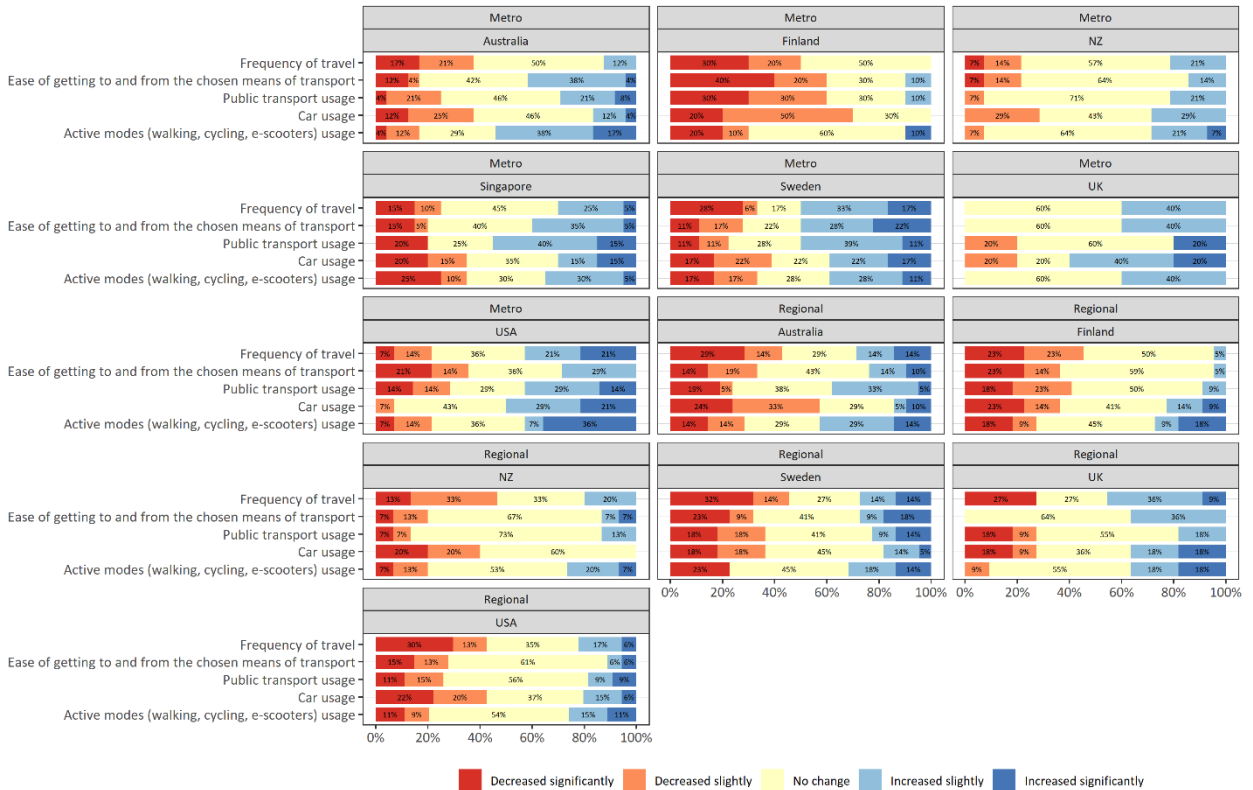 Metro Metro Metro
Australia Finland NZ
Frequency of travel 17% 21% 50% 12% 30% 20% 50% 7% 14% 57% 21%
Ease of getting to and from the chosen means of transport 12% 4% 42% 38% 4% 40% 20% 30% 10% 7% 14% 64% 14%
Public transport usage 4% 21% 46% 21% 8% 30% 30% 30% 10% 7% 71% 21%
Car usage 12% 25% 46% 12% 4% 20% 50% 30% 29% 43% 29%
Active modes (walking, cycling, e-scooters) usage 4% 12% 29% 38% 17% 20% 10% 60% 10% 7% 64% 21% 7%
Metro Metro Metro
Singapore Sweden UK
Frequency of travel 15% 10% 45% 25% 5% 28% 6% 17% 33% 17% 60% 40%
Ease of getting to and from the chosen means of transport 15% 5% 40% 35% 5% 11% 17% 22% 28% 22% 60% 40%
Public transport usage 20% 25% 40% 15% 11% 11% 28% 39% 11% 20% 60% 20%
Car usage 20% 15% 35% 15% 15% 17% 22% 22% 22% 17% 20% 20% 40% 20%
Active modes (walking, cycling, e-scooters) usage 25% 10% 30% 30% 5% 17% 17% 28% 28% 11% 60% 40%
Metro Regional Regional
USA Australia Finland
Frequency of travel 7% 14% 36% 21% 21% 29% 14% 29% 14% 14% 23% 23% 50% 5%
Ease of getting to and from the chosen means of transport 21% 14% 36% 29% 14% 19% 43% 14% 10% 23% 14% 59% 5%
Public transport usage 14% 14% 29% 29% 14% 19% 5% 38% 33% 5% 18% 23% 50% 9%
Car usage 7% 43% 29% 21% 24% 33% 29% 5% 10% 23% 14% 41% 14% 9%
Active modes (walking, cycling, e-scooters) usage 7% 14% 36% 7% 36% 14% 14% 29% 29% 14% 18% 9% 45% 9% 18%
Regional Regional Regional
NZ Sweden UK
Frequency of travel 13% 33% 33% 20% 32% 14% 27% 14% 14% 27% 27% 36% 9%
Ease of getting to and from the chosen means of transport 7% 13% 67% 7% 7% 23% 9% 41% 9% 18% 64% 36%
Public transport usage 7% 7% 73% 13% 18% 18% 41% 9% 14% 18% 9% 55% 18%
Car usage 20% 20% 60% 18% 18% 45% 14% 5% 18% 9% 36% 18% 18%
Active modes (walking, cycling, e-scooters) usage 7% 13% 53% 20% 7% 23% 45% 18% 14% 9% 55% 18% 18%
0% 20% 40% 60% 80% 100% 0% 20% 40% 60% 80% 100%
Regional
USA
Frequency of travel 30% 13% 35% 17% 6%
Ease of getting to and from the chosen means of transport 15% 13% 61% 6% 6%
Public transport usage 11% 15% 56% 9% 9%
Car usage 22% 20% 37% 15% 6%
Active modes (walking, cycling, e-scooters) usage 11% 9% 54% 15% 11%
0% 20% 40% 60% 80% 100%
Decreased significantly Decreased slightly No change Increased slightly Increased significantly